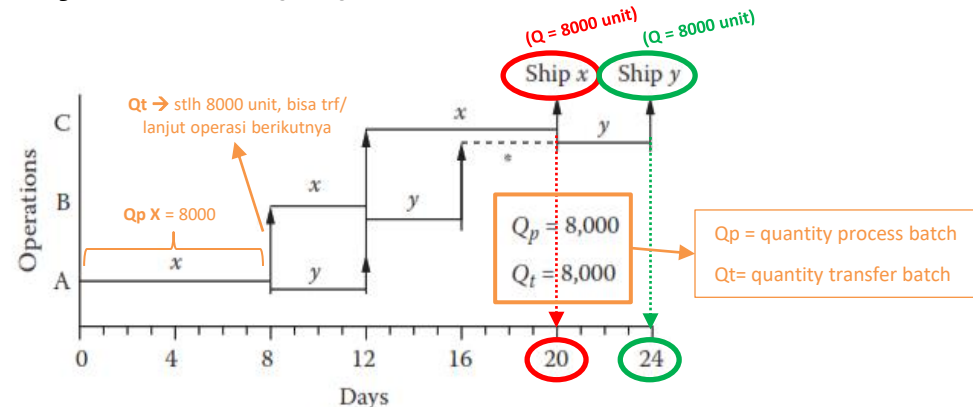 (Q = 8000 unit)
(Q = 8000 unit)
Ship x
Ship y
Qt → stlh 8000 unit, bisa trf/
lanjut operasi berikutnya
C
x
y
*
B
x
y
Qp X = 8000
Operations
A
x
y
Qp = 8,000
Qt = 8,000
Qp = quantity process batch
Qt= quantity transfer batch
0
4
8
12
16
20
24
Days